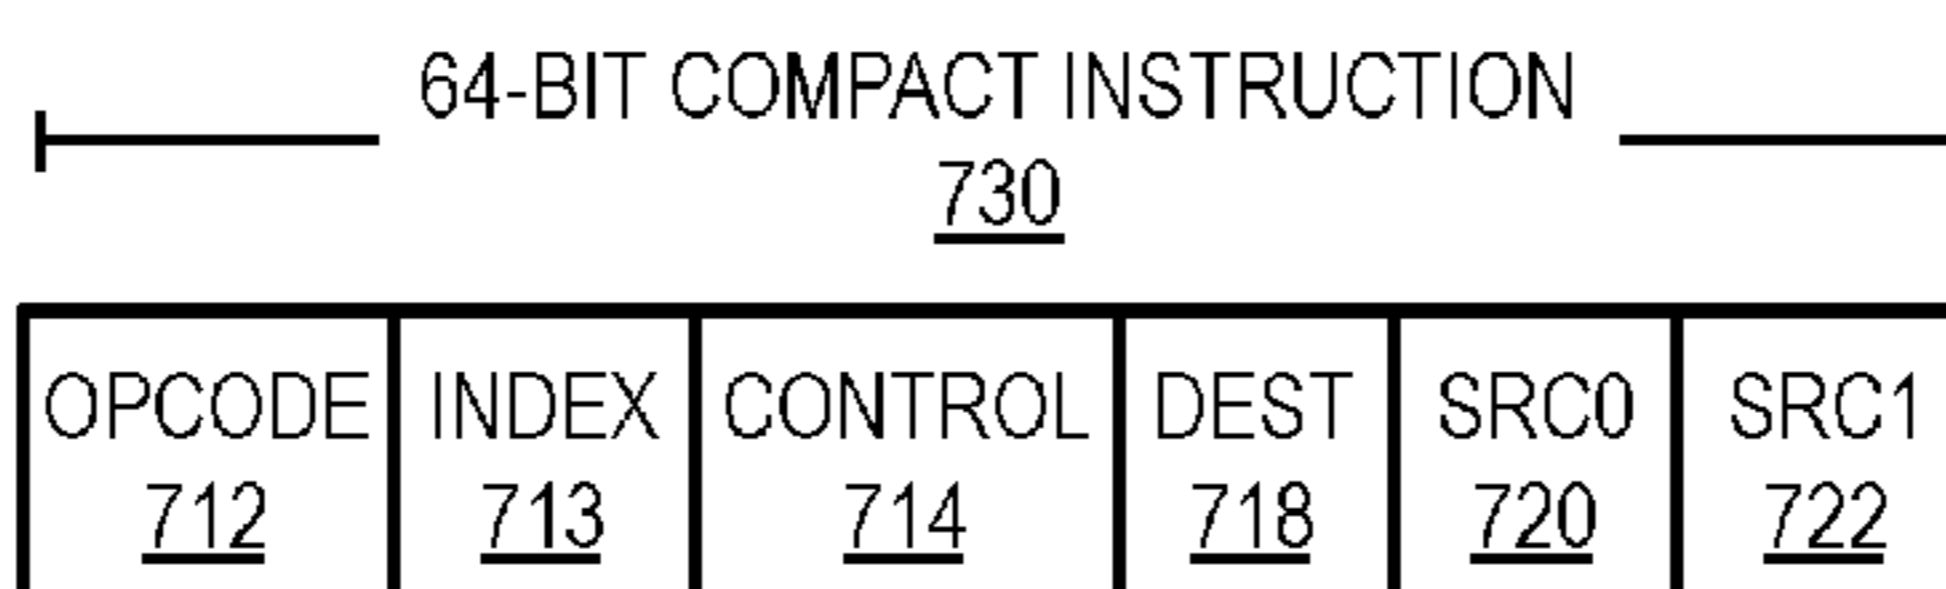 64-BIT COMPACT INSTRUCTION
730
OPCODE INDEX CONTROL DEST SRC0 SRC1
712 713 714 718 720 722